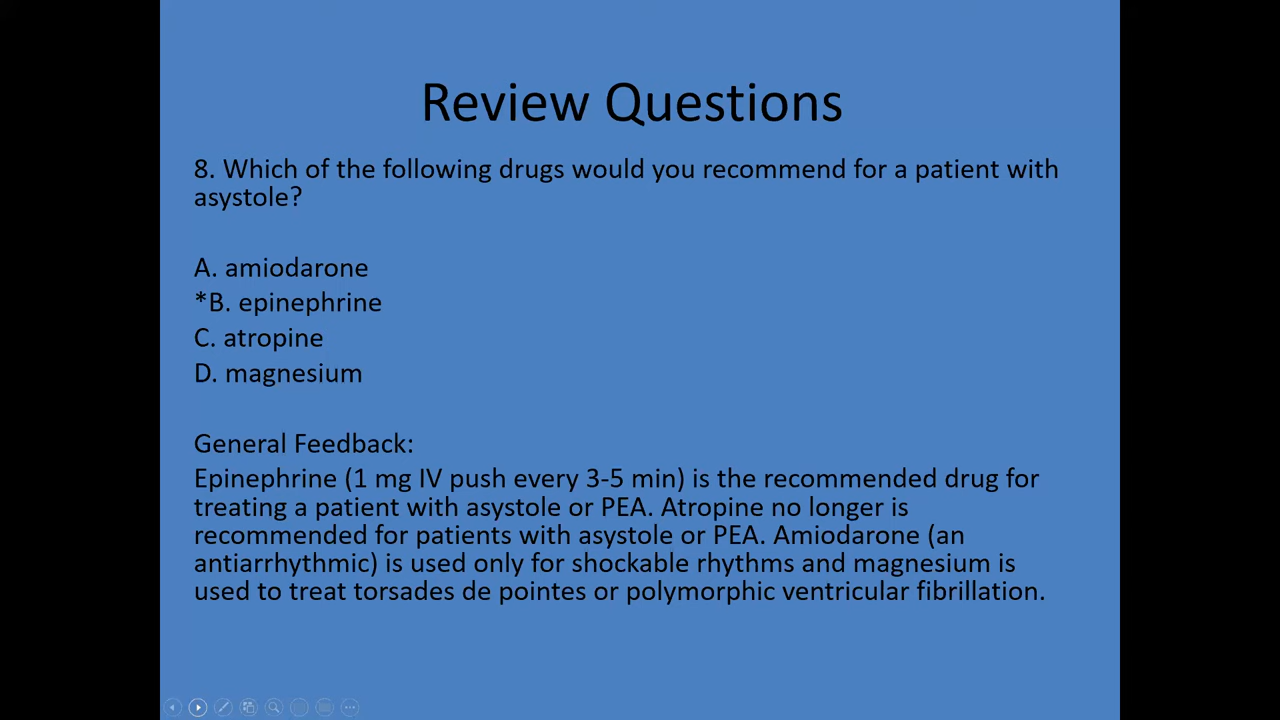 Review Questions
8. Which of the following drugs would you recommend for a patient with
asystole?
A. amiodarone
*B. epinephrine
C. atropine
D. magnesium
General Feedback:
Epinephrine (1 mg IV push every 3-5 min) is the recommended drug for
treating a patient with asystole or PEA. Atropine no longer is
recommended for patients with asystole or PEA. Amiodarone (an
antiarrhythmic) is used only for shockable rhythms and magnesium is
used to treat torsades de pointes or polymorphic ventricular fibrillation.